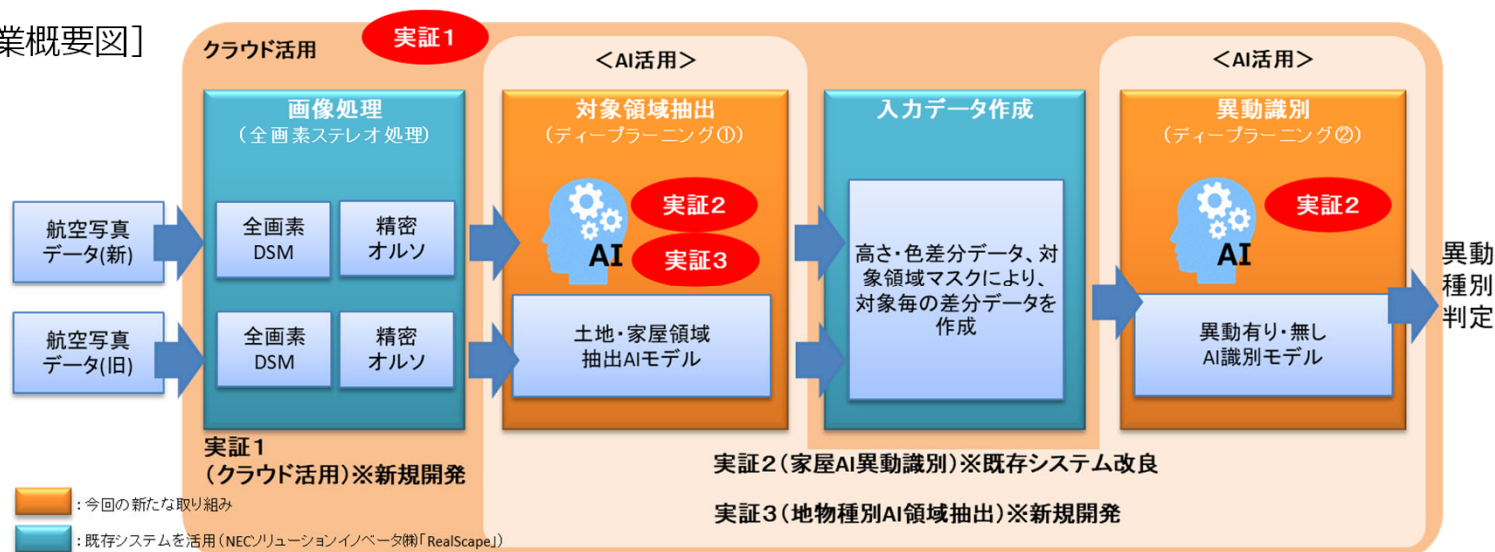 業概要図］
クラウド活用
実証1
＜AI活用＞
＜AI活用＞
画像処理
（全画素ステレオ処理）
対象領域抽出
（ディープラーニング①）
入力データ作成
異動識別
（ディープラーニング②）
航空写真
データ(新)
全画素
DSM
精密
オルソ
AI
実証2
実証3
高さ・色差分データ、対
象領域マスクにより、
対象毎の差分データを
作成
AI
実証2
異動
種別
判定
航空写真
データ(旧)
全画素
DSM
精密
オルソ
土地・家屋領域
抽出AIモデル
異動有り・無し
AI識別モデル
実証1
（クラウド活用）※新規開発
実証2（家屋AI異動識別）※既存システム改良
実証3（地物種別AI領域抽出）※新規開発
：今回の新たな取り組み
：既存システムを活用（NECソリューションイノベータ㈱「RealScape」）